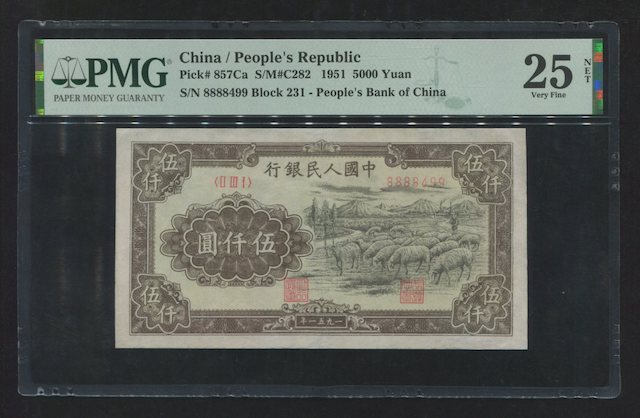 PMG
PAPER MONEY GUARANTY
China / People's Republic
Pick# 857Ca S/M#C282 1951 5000 Yuan
S/N 8888499 Block 231 - People's Bank of China
25
NET
Very Fine
行銀民人國中
伍仟
伍仟
8888499
圓仟伍
伍仟
伍仟
年一五九一